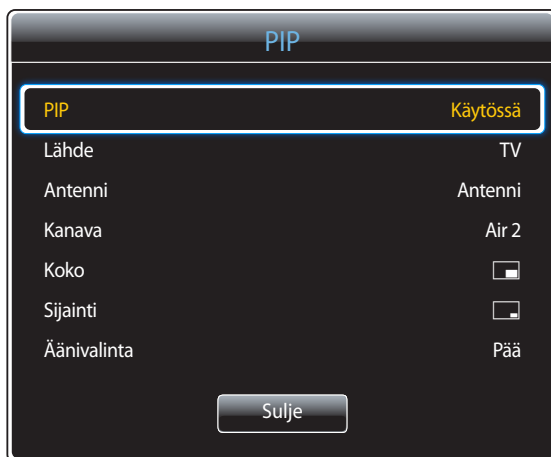 PIP
PIP Käytössä
Lähde TV
Antenni Antenni
Kanava Air 2
Koko
Sijainti
Äänivalinta Pää
Sulje